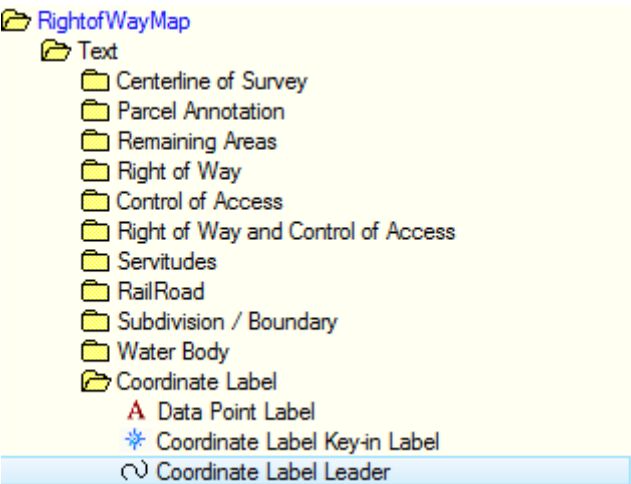 RightofWayMap
Text
Centerline of Survey
Parcel Annotation
Remaining Areas
Right of Way
Control of Access
Right of Way and Control of Access
Servitudes
RailRoad
Subdivision / Boundary
Water Body
Coordinate Label
A Data Point Label
Coordinate Label Key-in Label
Coordinate Label Leader